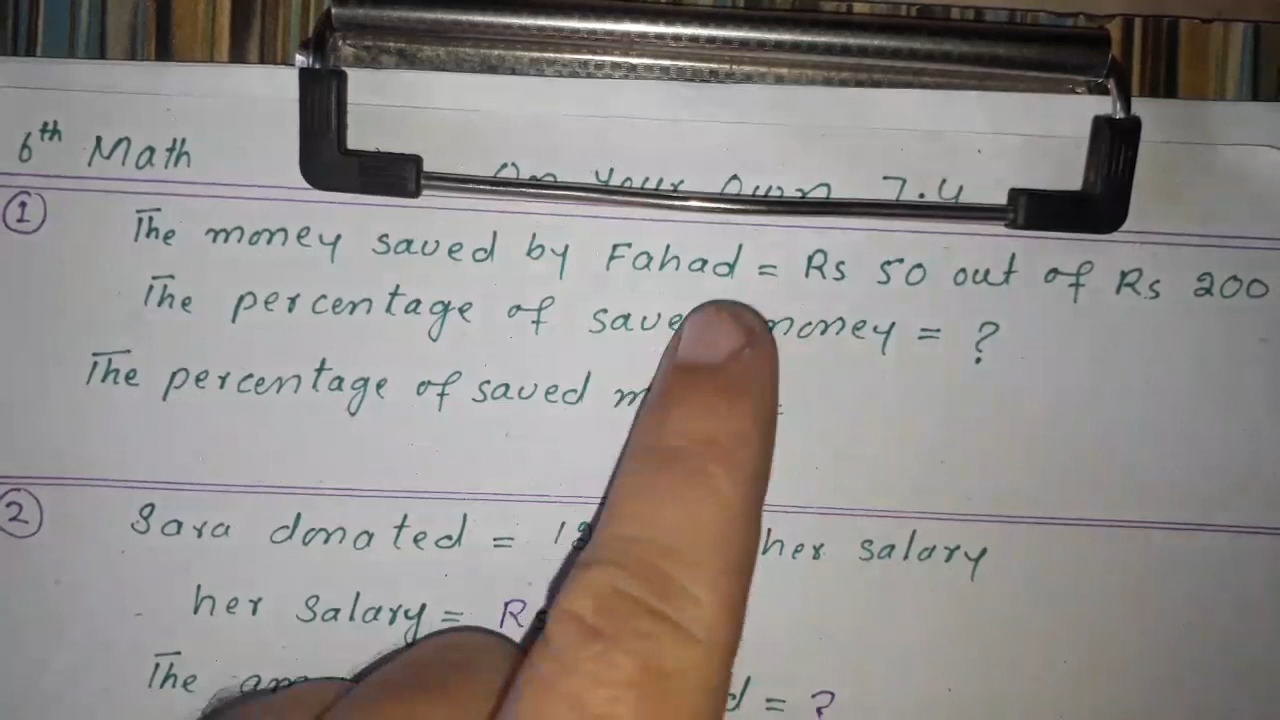 6th Math
On Your Own 7.4
1 The money saved by Fahad = Rs 50 out of Rs 200
The percentage of saved money = ?
The percentage of saved
2 Sara donated = her salary
her salary =
The = ?